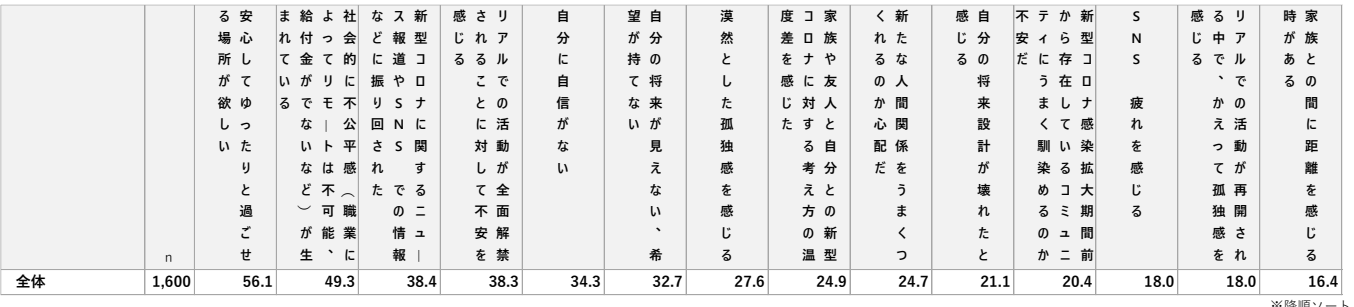 n
安心してゆったりと過ごせ
る場所が欲しい
社会的に不公平感（職業に
よってリモートは不可能、
給付金がでないなど）が生
まれている
新型コロナに関するニュー
ス報道やSNS での情報
などに振り回された
リアルでの活動が全面解禁
されることに対して不安を
感じる
自分に自信がない
自分の将来が見えない、希
望が持てない
漠然とした孤独感を感じる
家族や友人と自分との新型
コロナに対する考え方の温
度差を感じた
新たな人間関係をうまくつ
くれるのか心配だ
自分の将来設計が壊れたと
感じる
新型コロナ感染拡大期間前
から存在しているコミュニ
ティにうまく馴染めるのか
不安だ
SNS 疲れを感じる
リアルでの活動が再開され
る中で、かえって孤独感を
感じる
家族との間に距離を感じる
時がある
全体 1,600 56.1 49.3 38.4 38.3 34.3 32.7 27.6 24.9 24.7 21.1 20.4 18.0 18.0 16.4
※降順ソート